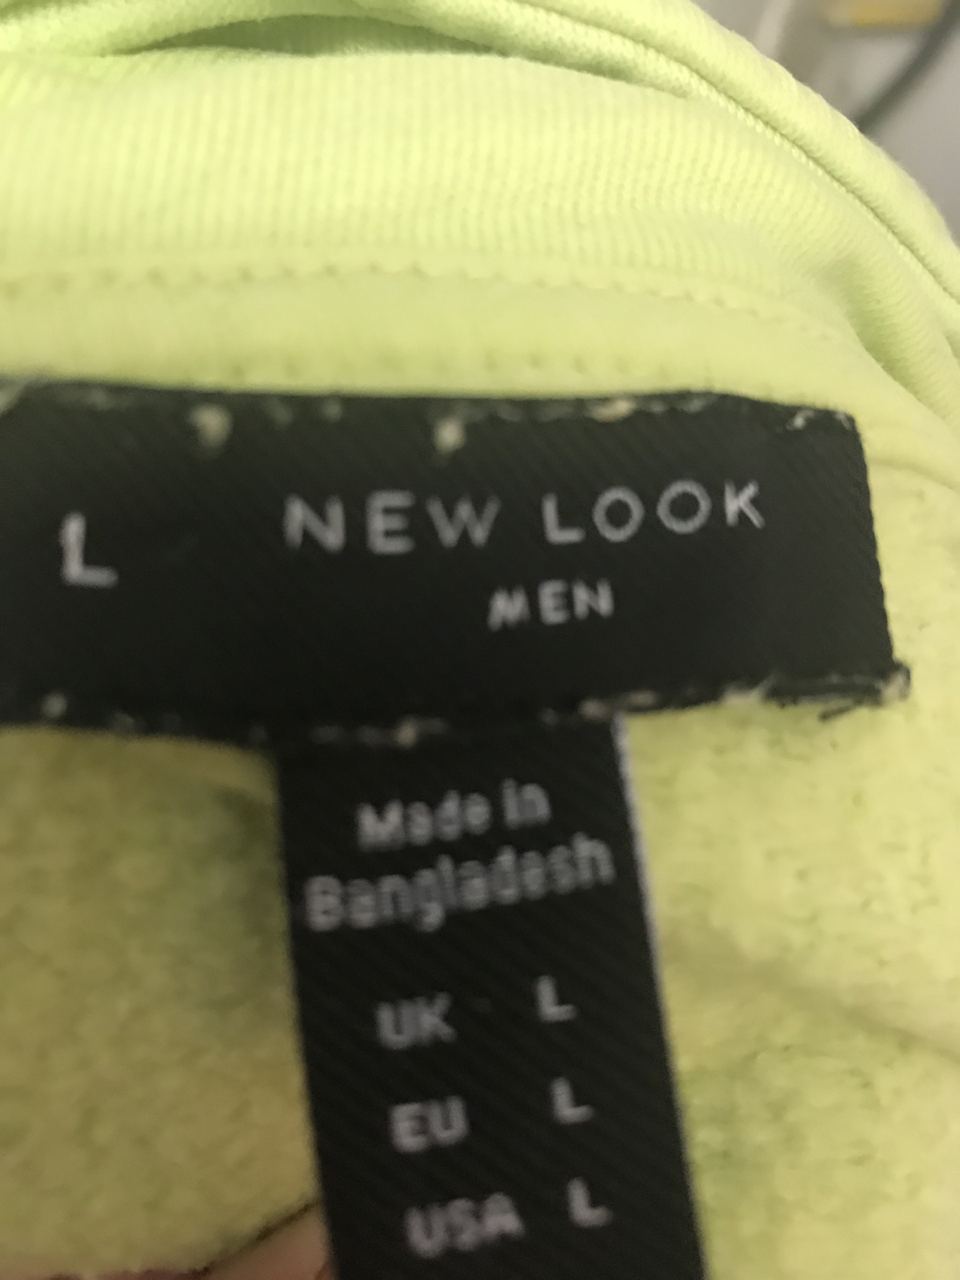 L NEW LOOK
MEN
Made in
Bangladesh
UK L
EU L
USA L